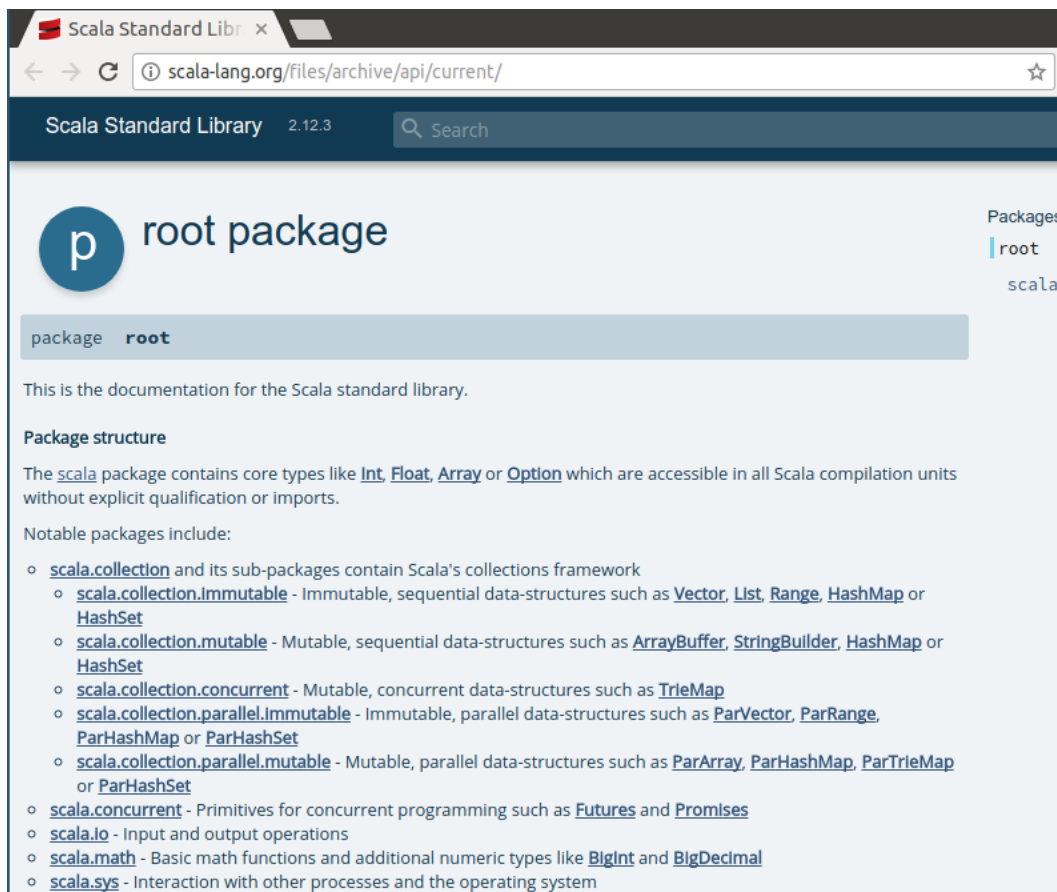 Scala Standard Libr
scala-lang.org/files/archive/api/current/
Scala Standard Library 2.12.3 Search
p root package
Packages
root
scala
package root
This is the documentation for the Scala standard library.
Package structure
The scala package contains core types like Int, Float, Array or Option which are accessible in all Scala compilation units
without explicit qualification or imports.
Notable packages include:
scala.collection and its sub-packages contain Scala's collections framework
scala.collection.immutable - Immutable, sequential data-structures such as Vector, List, Range, HashMap or
HashSet
scala.collection.mutable - Mutable, sequential data-structures such as ArrayBuffer, StringBuilder, HashMap or
HashSet
scala.collection.concurrent - Mutable, concurrent data-structures such as TrieMap
scala.collection.parallel.immutable - Immutable, parallel data-structures such as ParVector, ParRange,
ParHashMap or ParHashSet
scala.collection.parallel.mutable - Mutable, parallel data-structures such as ParArray, ParHashMap, ParTrieMap
or ParHashSet
scala.concurrent - Primitives for concurrent programming such as Futures and Promises
scala.io - Input and output operations
scala.math - Basic math functions and additional numeric types like BigInt and BigDecimal
scala.sys - Interaction with other processes and the operating system